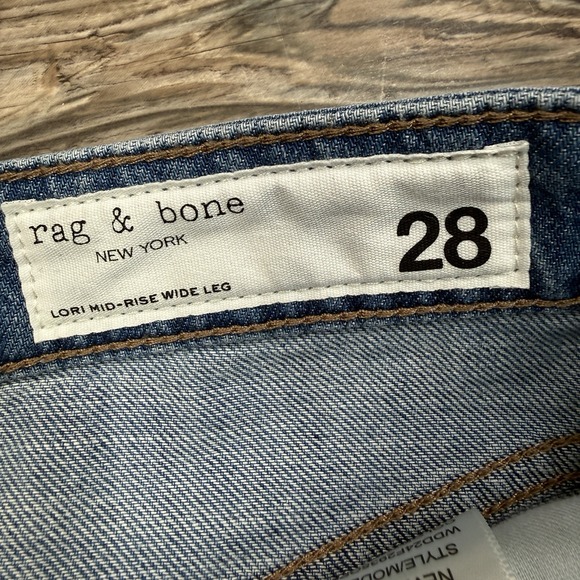 rag & bone
NEW YORK
28
LORI MID-RISE WIDE LEG